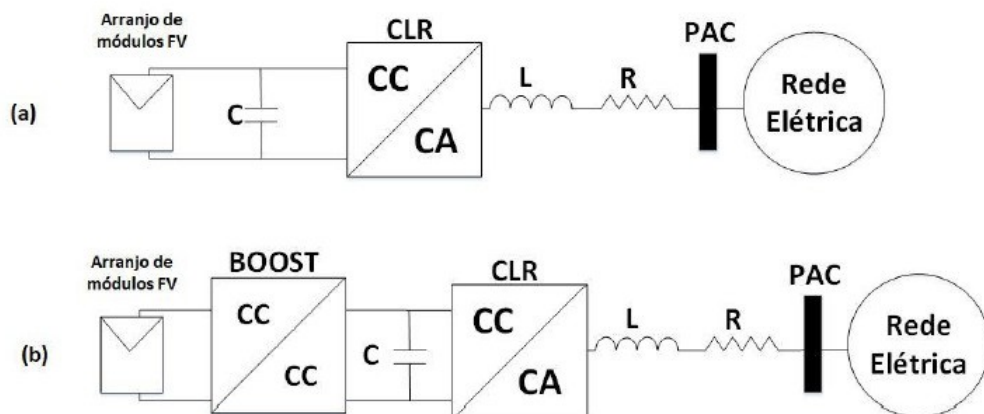 Arranjo de
módulos FV
CLR
PAC
(a)
C
CC
CA
L
R
Rede
Elétrica
Arranjo de
módulos FV
BOOST
CLR
PAC
(b)
CC
CC
C
CC
CA
L
R
Rede
Elétrica